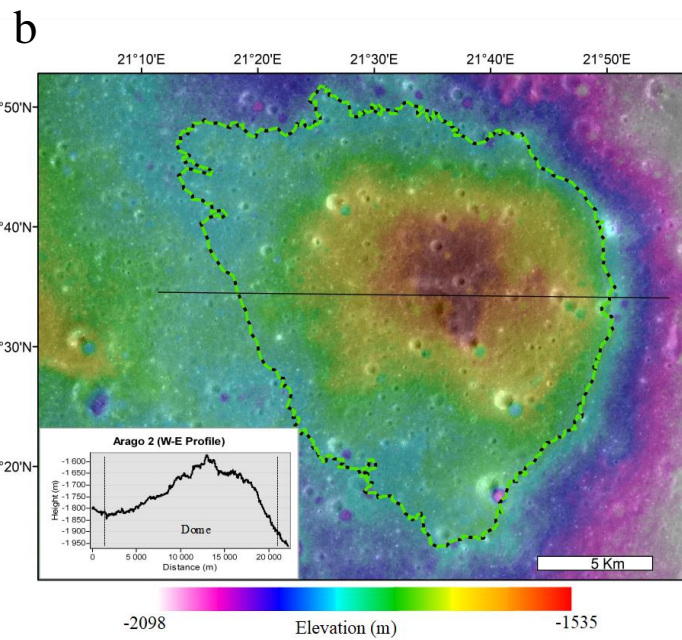 b
21°10'E 21°20'E 21°30'E 21°40'E 21°50'E
°50'N
°40'N
°30'N
°20'N
Arago 2 (W-E Profile)
Height (m)
-1 600
-1 650
-1 700
-1 750
-1 800
-1 850
-1 900
-1 950
Dome
0 5 000 10 000 15 000 20 000
Distance (m)
5 Km
-2098 -1535
Elevation (m)